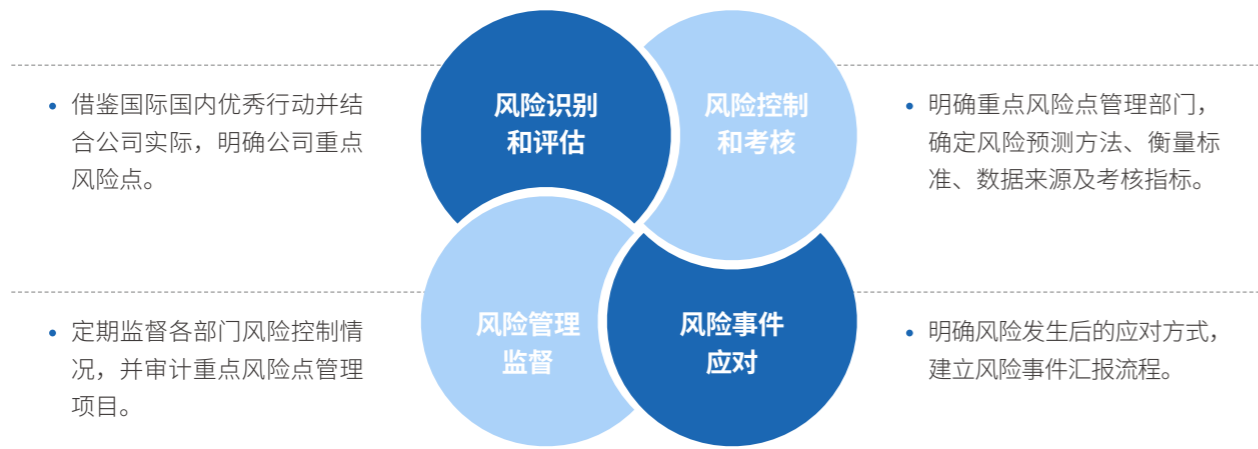 风险识别
和评估
风险控制
和考核
• 借鉴国际国内优秀行动并结
合公司实际，明确公司重点
风险点。
• 明确重点风险点管理部门，
确定风险预测方法、衡量标
准、数据来源及考核指标。
风险管理
监督
风险事件
应对
• 定期监督各部门风险控制情
况，并审计重点风险点管理
项目。
• 明确风险发生后的应对方式，
建立风险事件汇报流程。